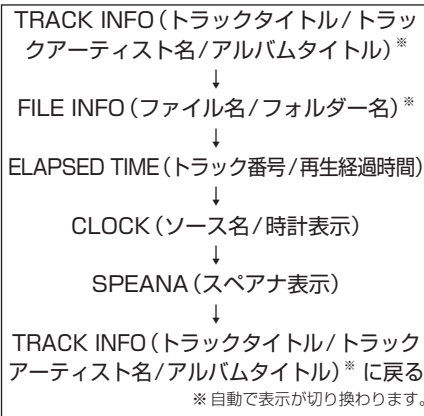 TRACK INFO（トラックタイトル/トラッ
クアーティスト名/アルバムタイトル）※
↓
FILE INFO（ファイル名/フォルダー名）※
↓
ELAPSED TIME（トラック番号/再生経過時間）
↓
CLOCK（ソース名/時計表示）
↓
SPEANA（スペアナ表示）
↓
TRACK INFO（トラックタイトル/トラック
アーティスト名/アルバムタイトル）※ に戻る
※自動で表示が切り換わります。